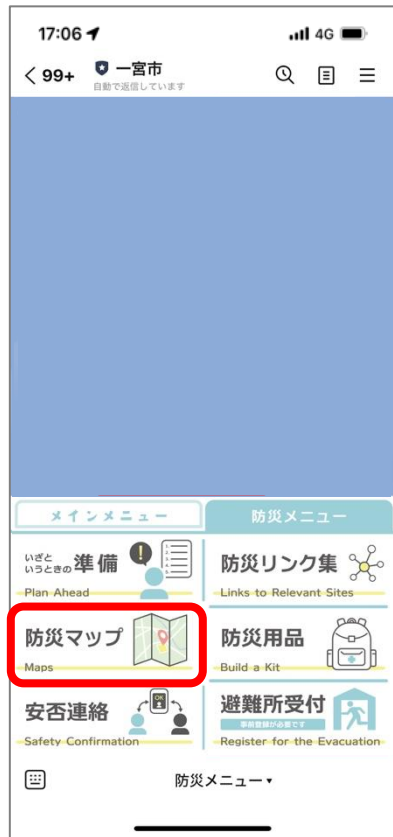 17:06
4G
99+
一宮市
自動で返信しています
メインメニュー
防災メニュー
いざと
いうときの
準備
Plan Ahead
防災リンク集
Links to Relevant Sites
防災マップ
Maps
防災用品
Build a Kit
安否連絡
OK
Safety Confirmation
避難所受付
事前登録が必要です
Register for the Evacuation
防災メニュー▾